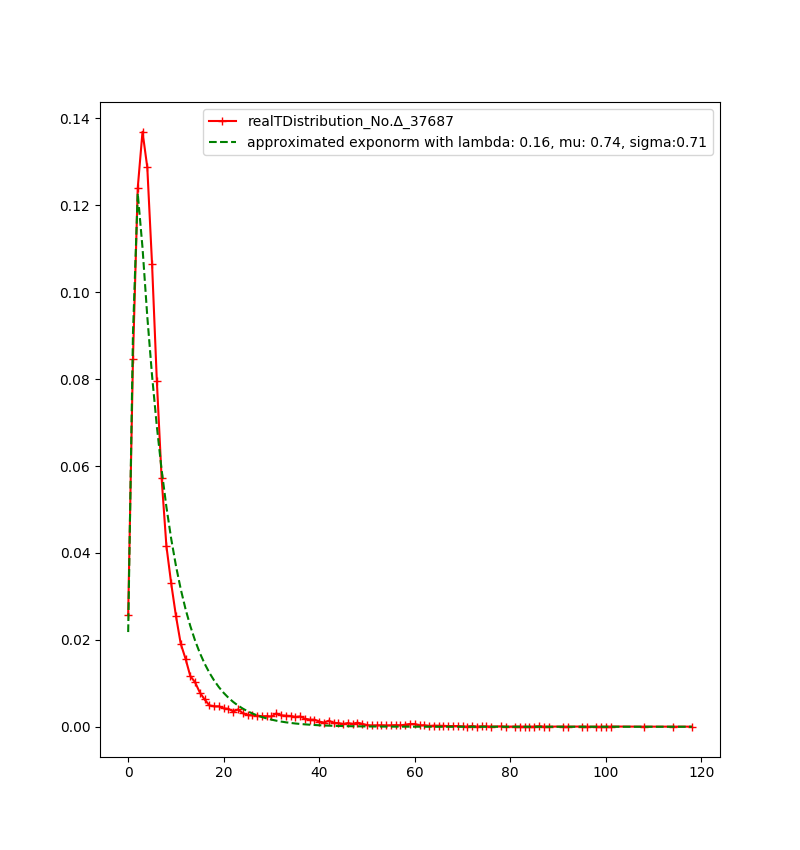 realTDistribution_No.Δ_37687
approximated exponorm with lambda: 0.16, mu: 0.74, sigma:0.71
0.14
0.12
0.10
0.08
0.06
0.04
0.02
0.00
0 20 40 60 80 100 120